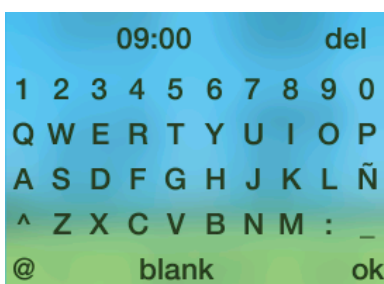 09:00 del
1 2 3 4 5 6 7 8 9 0
Q W E R T Y U I O P
A S D F G H J K L Ñ
^ Z X C V B N M : _
@ blank ok